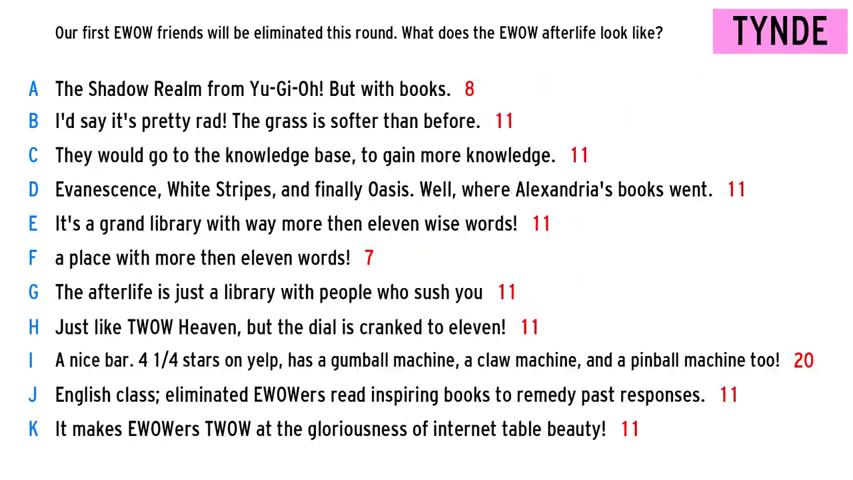 Our first EWOW friends will be eliminated this round. What does the EWOW afterlife look like?
TYNDE
A The Shadow Realm from Yu-Gi-Oh! But with books. 8
B I'd say it's pretty rad! The grass is softer than before. 11
C They would go to the knowledge base, to gain more knowledge. 11
D Evanescence, White Stripes, and finally Oasis. Well, where Alexandria's books went. 11
E It's a grand library with way more then eleven wise words! 11
F a place with more then eleven words! 7
G The afterlife is just a library with people who sush you 11
H Just like TWOW Heaven, but the dial is cranked to eleven! 11
I A nice bar. 4 1/4 stars on yelp, has a gumball machine, a claw machine, and a pinball machine too! 20
J English class; eliminated EWOWers read inspiring books to remedy past responses. 11
K It makes EWOWers TWOW at the gloriousness of internet table beauty! 11